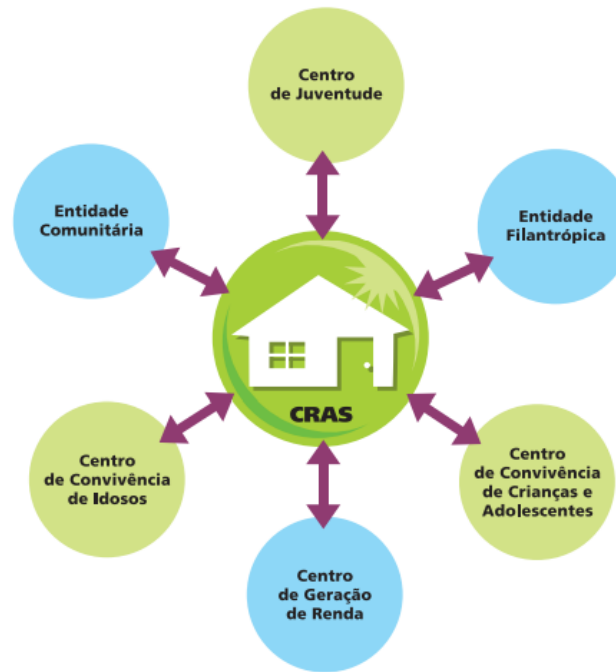 Centro
de Juventude
Entidade
Comunitária
Entidade
Filantrópica
CRAS
Centro
de Convivência
de Idosos
Centro
de Convivência
de Crianças e
Adolescentes
Centro
de Geração
de Renda